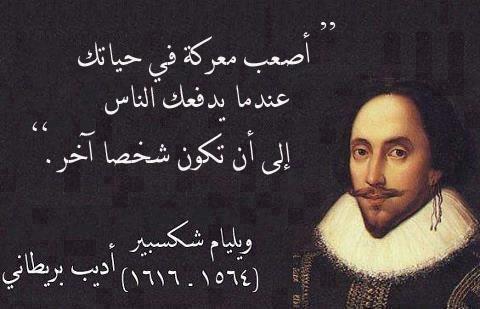 ” أصعب معركة في حياتك
عندما يدفعك الناس
إلى أن تكون شخصا آخر . “
ويليام شكسبير
(١٥٦٤ ـ ١٦١٦) أديب بريطاني